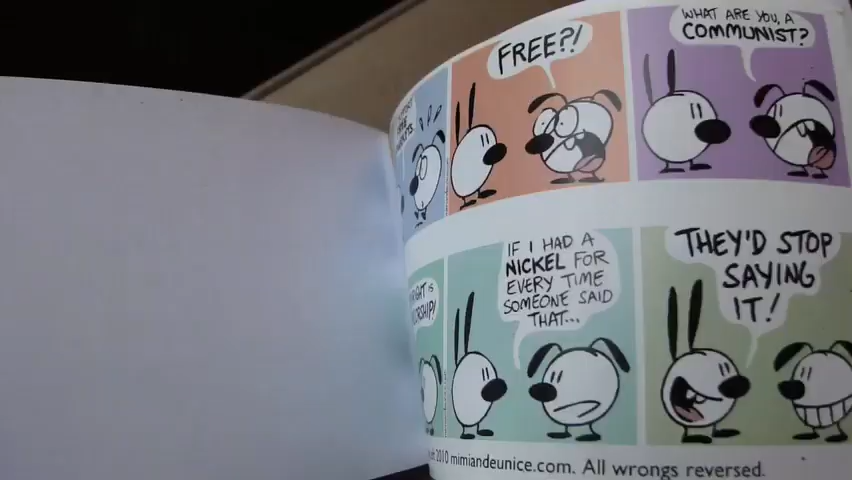 FREE?!
WHAT ARE YOU, A
COMMUNIST?
IS
IF I HAD A
NICKEL FOR
EVERY TIME
SOMEONE SAID
THAT...
THEY'D STOP
SAYING
IT!
2010 mimiandeunice.com. All wrongs reversed.